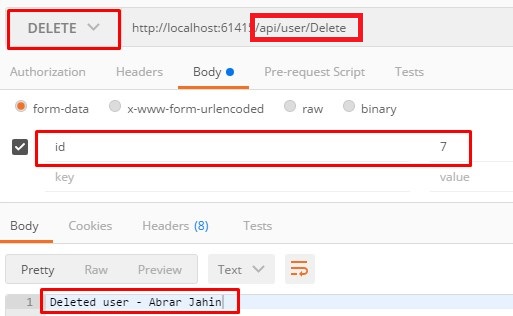 DELETE http://localhost:61415/api/user/Delete
Authorization Headers Body Pre-request Script Tests
form-data x-www-form-urlencoded raw binary
id 7
key value
Body Cookies Headers (8) Tests
Pretty Raw Preview Text
1 Deleted user - Abrar Jahin